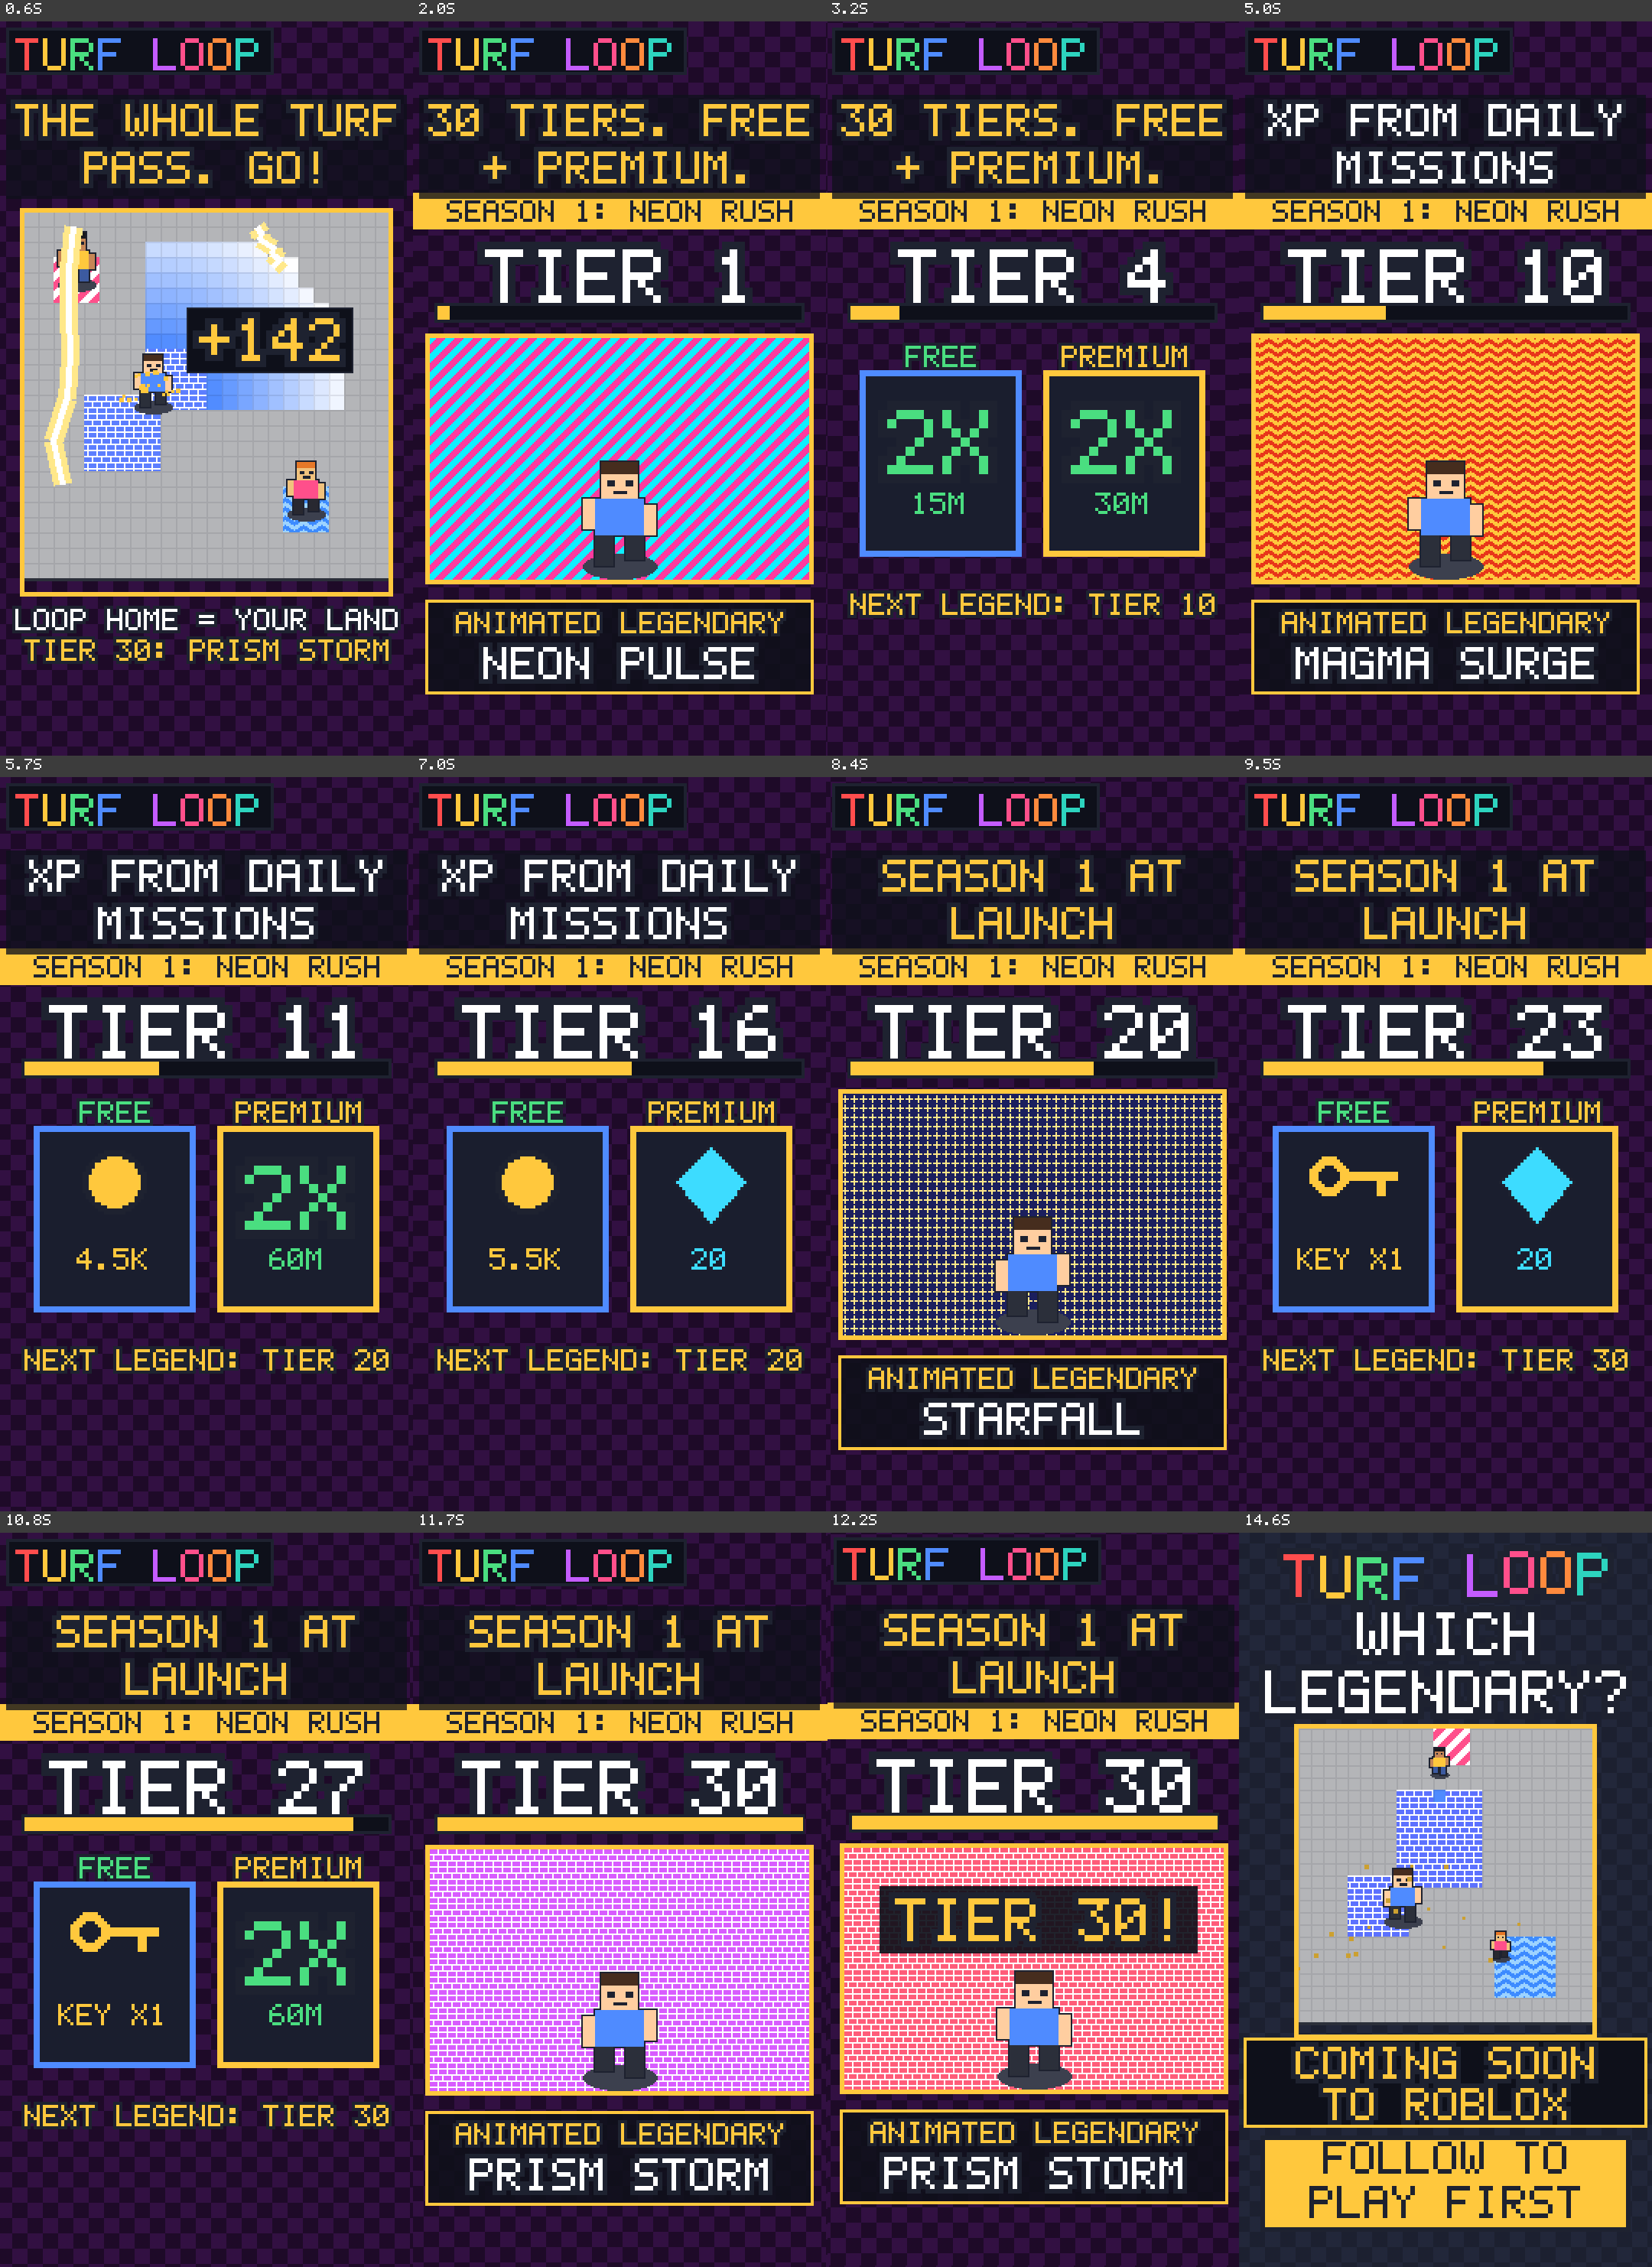 0.6S
TURF LOOP
THE WHOLE TURF
PASS. GO!
+142
LOOP HOME = YOUR LAND
TIER 30: PRISM STORM
2.0S
TURF LOOP
30 TIERS. FREE
+ PREMIUM.
SEASON 1: NEON RUSH
TIER 1
ANIMATED LEGENDARY
NEON PULSE
3.2S
TURF LOOP
30 TIERS. FREE
+ PREMIUM.
SEASON 1: NEON RUSH
TIER 4
FREE PREMIUM
2X 2X
15M 30M
NEXT LEGEND: TIER 10
5.0S
TURF LOOP
XP FROM DAILY
MISSIONS
SEASON 1: NEON RUSH
TIER 10
ANIMATED LEGENDARY
MAGMA SURGE
5.7S
TURF LOOP
XP FROM DAILY
MISSIONS
SEASON 1: NEON RUSH
TIER 11
FREE PREMIUM
2X
4.5K 60M
NEXT LEGEND: TIER 20
7.0S
TURF LOOP
XP FROM DAILY
MISSIONS
SEASON 1: NEON RUSH
TIER 16
FREE PREMIUM
5.5K 20
NEXT LEGEND: TIER 20
8.4S
TURF LOOP
SEASON 1 AT
LAUNCH
SEASON 1: NEON RUSH
TIER 20
ANIMATED LEGENDARY
STARFALL
9.5S
TURF LOOP
SEASON 1 AT
LAUNCH
SEASON 1: NEON RUSH
TIER 23
FREE PREMIUM
KEY X1 20
NEXT LEGEND: TIER 30
10.8S
TURF LOOP
SEASON 1 AT
LAUNCH
SEASON 1: NEON RUSH
TIER 27
FREE PREMIUM
2X
KEY X1 60M
NEXT LEGEND: TIER 30
11.7S
TURF LOOP
SEASON 1 AT
LAUNCH
SEASON 1: NEON RUSH
TIER 30
ANIMATED LEGENDARY
PRISM STORM
12.2S
TURF LOOP
SEASON 1 AT
LAUNCH
SEASON 1: NEON RUSH
TIER 30
TIER 30!
ANIMATED LEGENDARY
PRISM STORM
14.6S
TURF LOOP
WHICH
LEGENDARY?
COMING SOON
TO ROBLOX
FOLLOW TO
PLAY FIRST